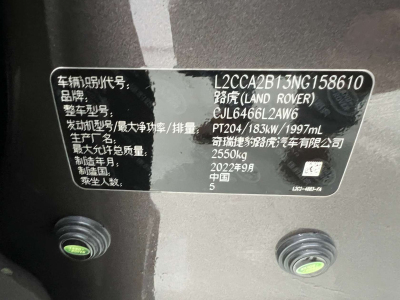 车辆识别代号: L2CCA2B13NG158610
品牌: 路虎(LAND ROVER)
整车型号: CJL6466L2AW6
发动机型号/最大净功率/排量: PT204/183kW/1997mL
生产厂名: 奇瑞捷豹路虎汽车有限公司
最大允许总质量: 2550kg
制造年月: 2022年9月
制造国: 中国
乘坐人数: 5